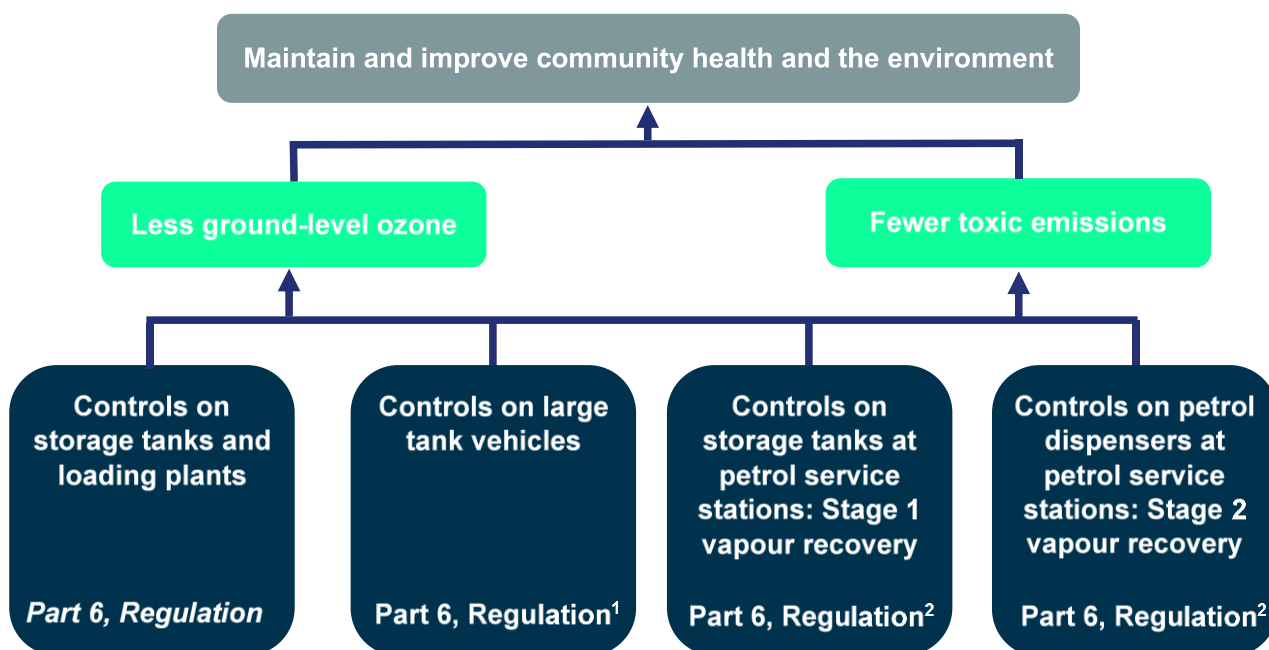 Maintain and improve community health and the environment
Less ground-level ozone
Fewer toxic emissions
Controls on
storage tanks and
loading plants
Part 6, Regulation
Controls on large
tank vehicles
Part 6, Regulation¹
Controls on
storage tanks at
petrol service
stations: Stage 1
vapour recovery
Part 6, Regulation²
Controls on petrol
dispensers at
petrol service
stations: Stage 2
vapour recovery
Part 6, Regulation²